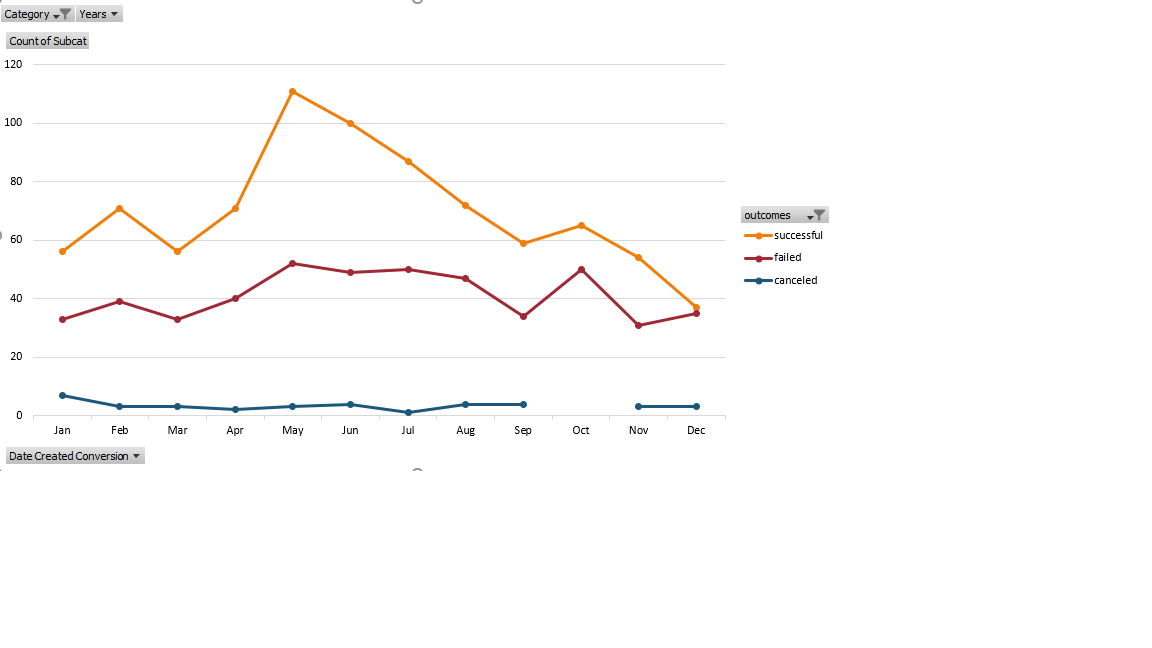 Category Years
Count of Subcat
120
100
80
60
40
20
0
Jan Feb Mar Apr May Jun Jul Aug Sep Oct Nov Dec
outcomes
successful
failed
canceled
Date Created Conversion